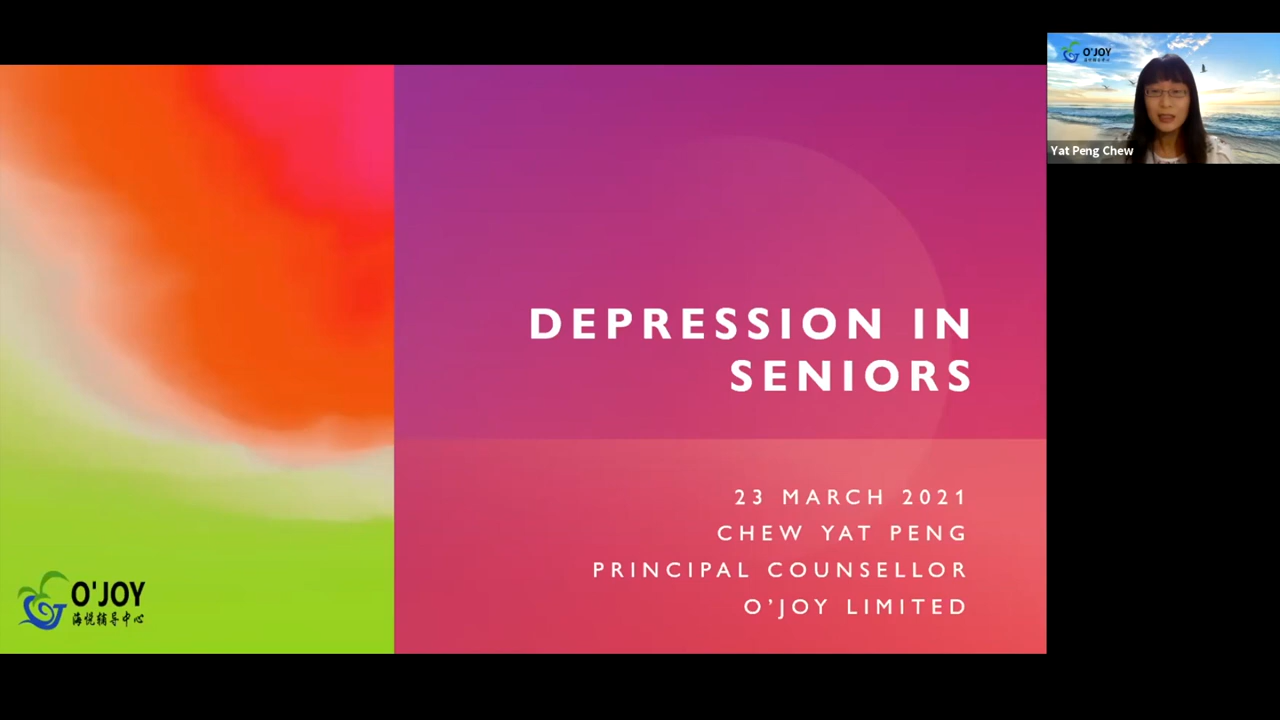 DEPRESSION IN
SENIORS
23 MARCH 2021
CHEW YAT PENG
PRINCIPAL COUNSELLOR
O'JOY LIMITED
O'JOY
海悦辅导中心
O'JOY
Yat Peng Chew